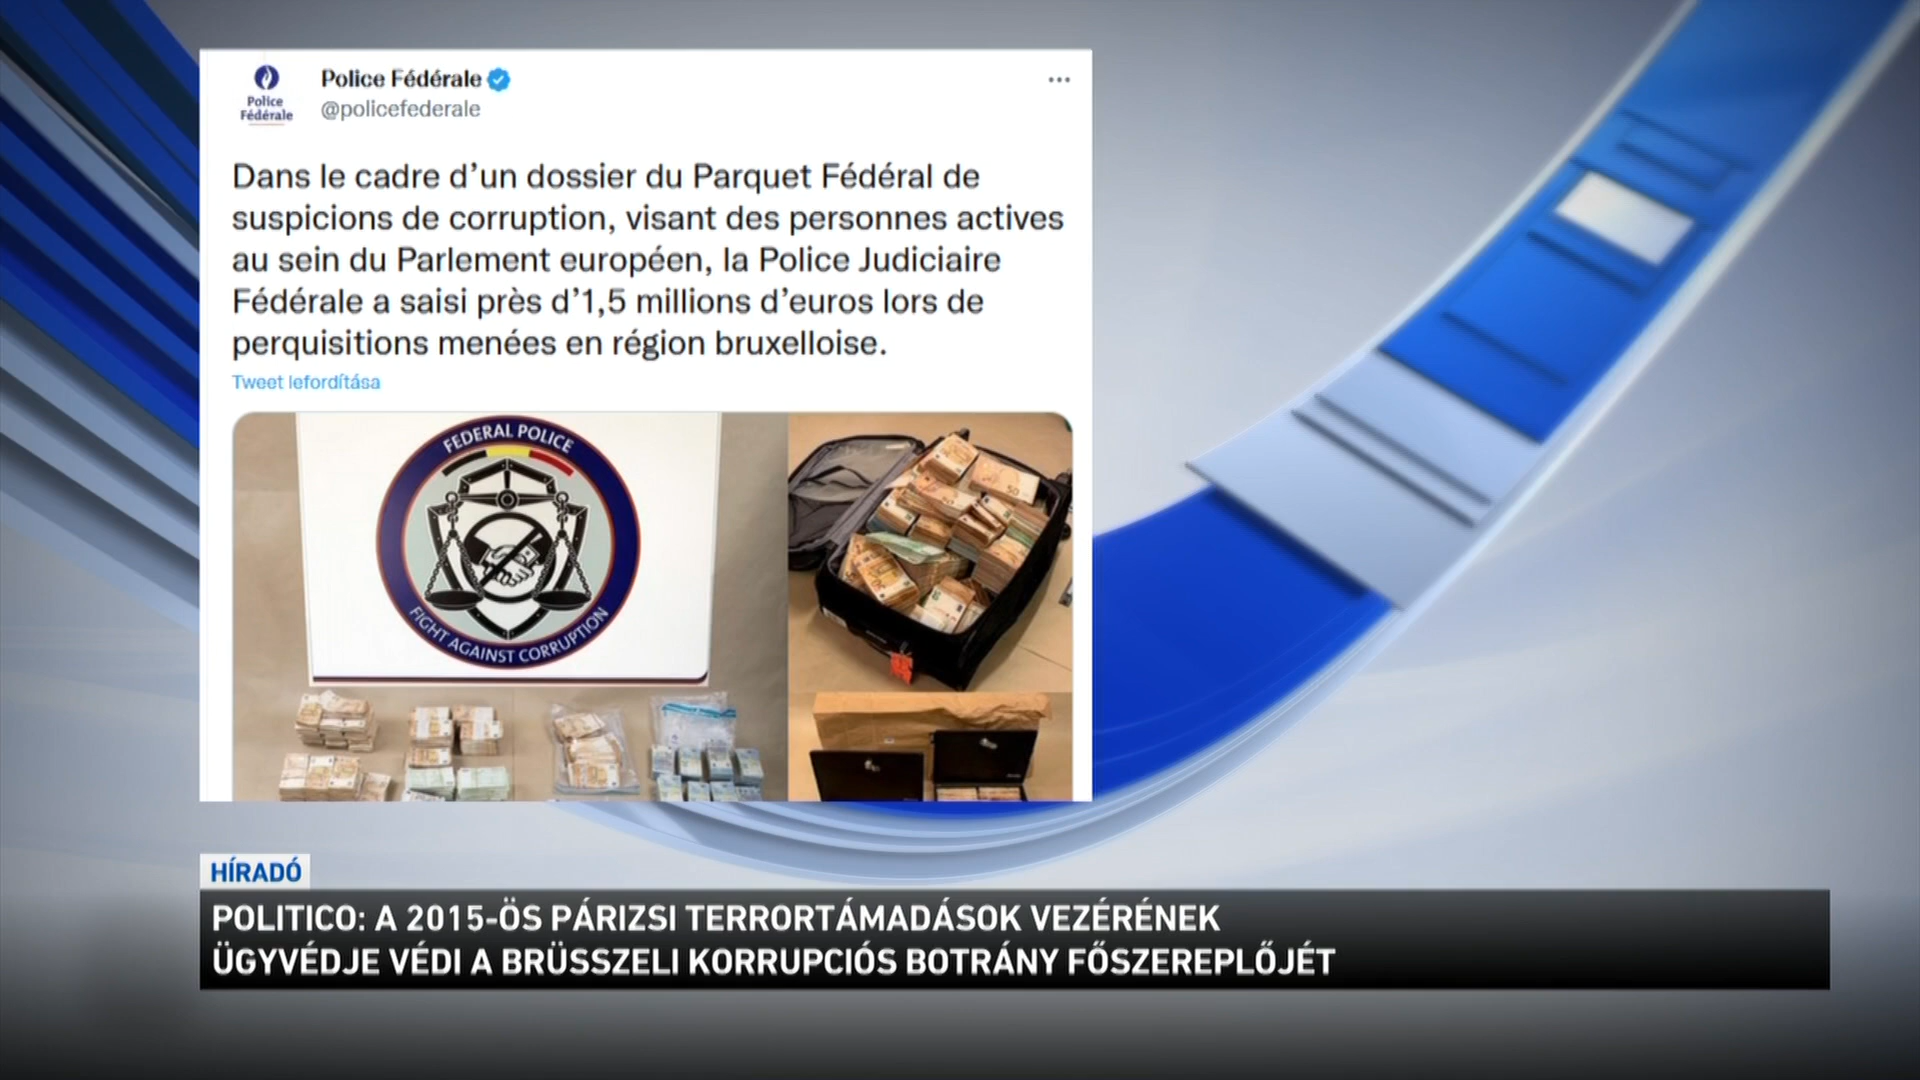 Police Fédérale
@policefederale
Police
Fédérale
Dans le cadre d’un dossier du Parquet Fédéral de
suspicions de corruption, visant des personnes actives
au sein du Parlement européen, la Police Judiciaire
Fédérale a saisi près d’1,5 millions d’euros lors de
perquisitions menées en région bruxelloise.
Tweet lefordítása
FEDERAL POLICE
FIGHT AGAINST CORRUPTION
50
HÍRADÓ
POLITICO: A 2015-ÖS PÁRIZSI TERRORTÁMADÁSOK VEZÉRÉNEK
ÜGYVÉDJE VÉDI A BRÜSSZELI KORRUPCIÓS BOTRÁNY FŐSZEREPLŐJÉT